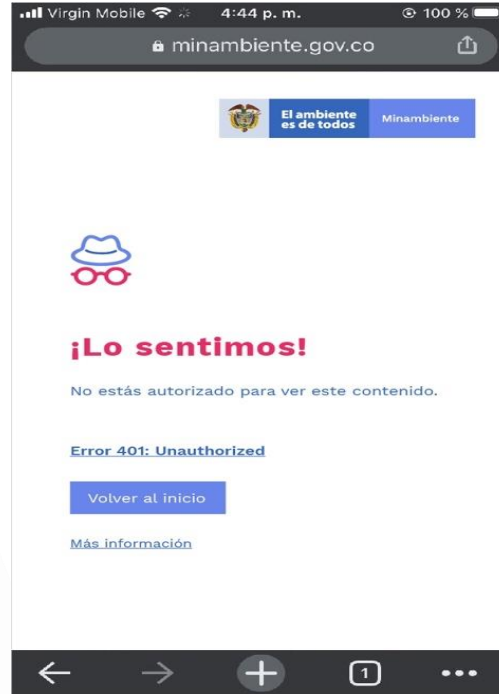 Virgin Mobile 4:44 p. m. 100 %
minambiente.gov.co
El ambiente
es de todos
Minambiente
¡Lo sentimos!
No estás autorizado para ver este contenido.
Error 401: Unauthorized
Volver al inicio
Más información
1